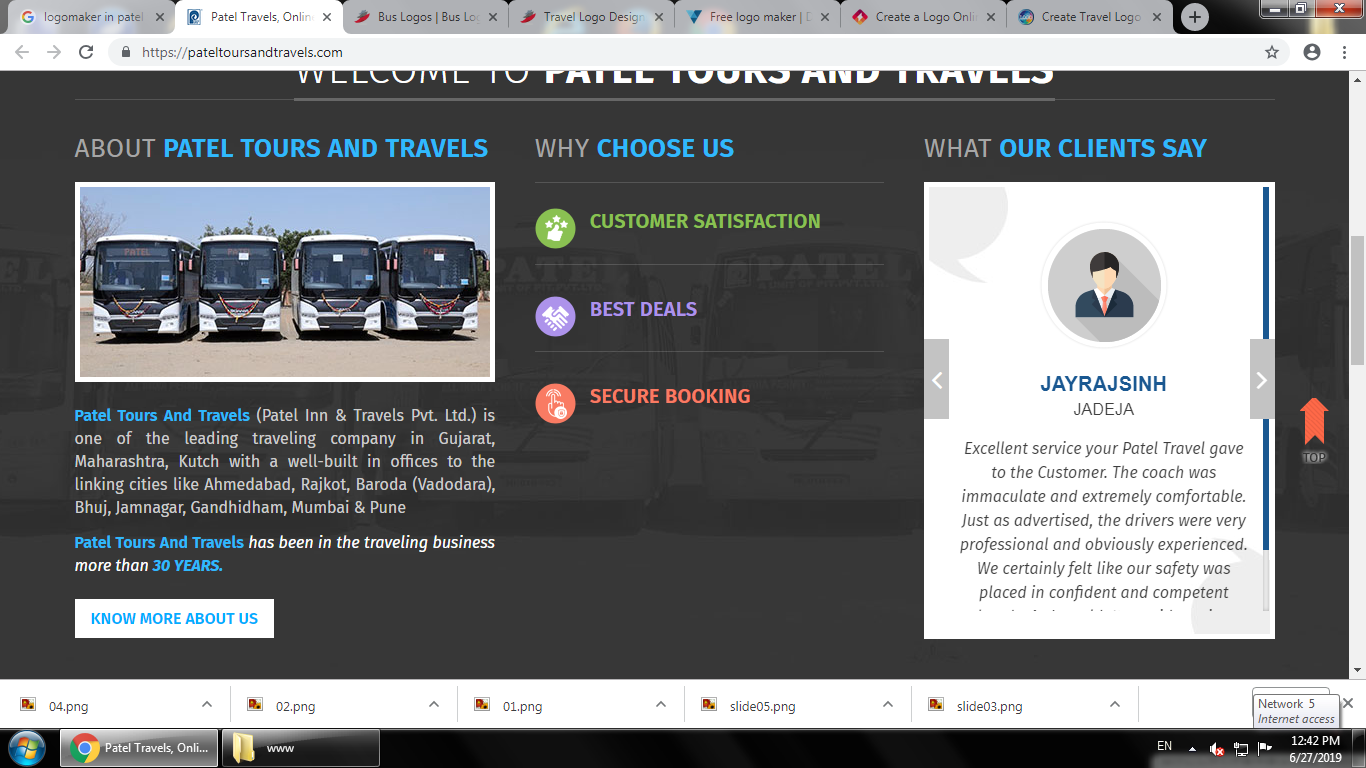 logomaker in patel
Patel Travels, Onlin
Bus Logos | Bus Log
Travel Logo Design
Free logo maker | D
Create a Logo Onli
Create Travel Logo
https://pateltoursandtravels.com
WELCOME TO PATEL TOURS AND TRAVELS
ABOUT PATEL TOURS AND TRAVELS
Patel Tours And Travels (Patel Inn & Travels Pvt. Ltd.) is
one of the leading traveling company in Gujarat,
Maharashtra, Kutch with a well-built in offices to the
linking cities like Ahmedabad, Rajkot, Baroda (Vadodara),
Bhuj, Jamnagar, Gandhidham, Mumbai & Pune
Patel Tours And Travels has been in the traveling business
more than 30 YEARS.
KNOW MORE ABOUT US
WHY CHOOSE US
CUSTOMER SATISFACTION
BEST DEALS
SECURE BOOKING
WHAT OUR CLIENTS SAY
JAYRAJSINH
JADEJA
Excellent service your Patel Travel gave
to the Customer. The coach was
immaculate and extremely comfortable.
Just as advertised, the drivers were very
professional and obviously experienced.
We certainly felt like our safety was
placed in confident and competent
TOP
04.png
02.png
01.png
slide05.png
slide03.png
Network 5
Internet access
Patel Travels, Onli...
www
EN
12:42 PM
6/27/2019